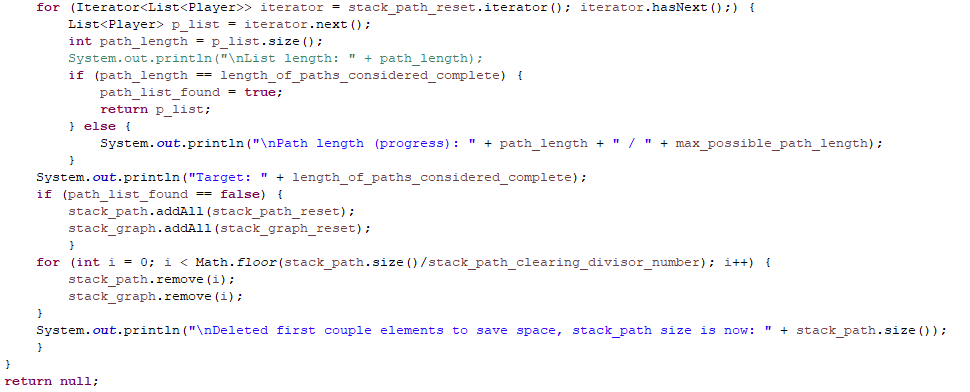 for (Iterator<List<Player>> iterator = stack_path_reset.iterator(); iterator.hasNext();) {
List<Player> p_list = iterator.next();
int path_length = p_list.size();
System.out.println("\nList length: " + path_length);
if (path_length == length_of_paths_considered_complete) {
path_list_found = true;
return p_list;
} else {
System.out.println("\nPath length (progress): " + path_length + " / " + max_possible_path_length);
}
System.out.println("Target: " + length_of_paths_considered_complete);
if (path_list_found == false) {
stack_path.addAll(stack_path_reset);
stack_graph.addAll(stack_graph_reset);
}
for (int i = 0; i < Math.floor(stack_path.size()/stack_path_clearing_divisor_number); i++) {
stack_path.remove(i);
stack_graph.remove(i);
}
System.out.println("\nDeleted first couple elements to save space, stack_path size is now: " + stack_path.size());
}
}
return null;